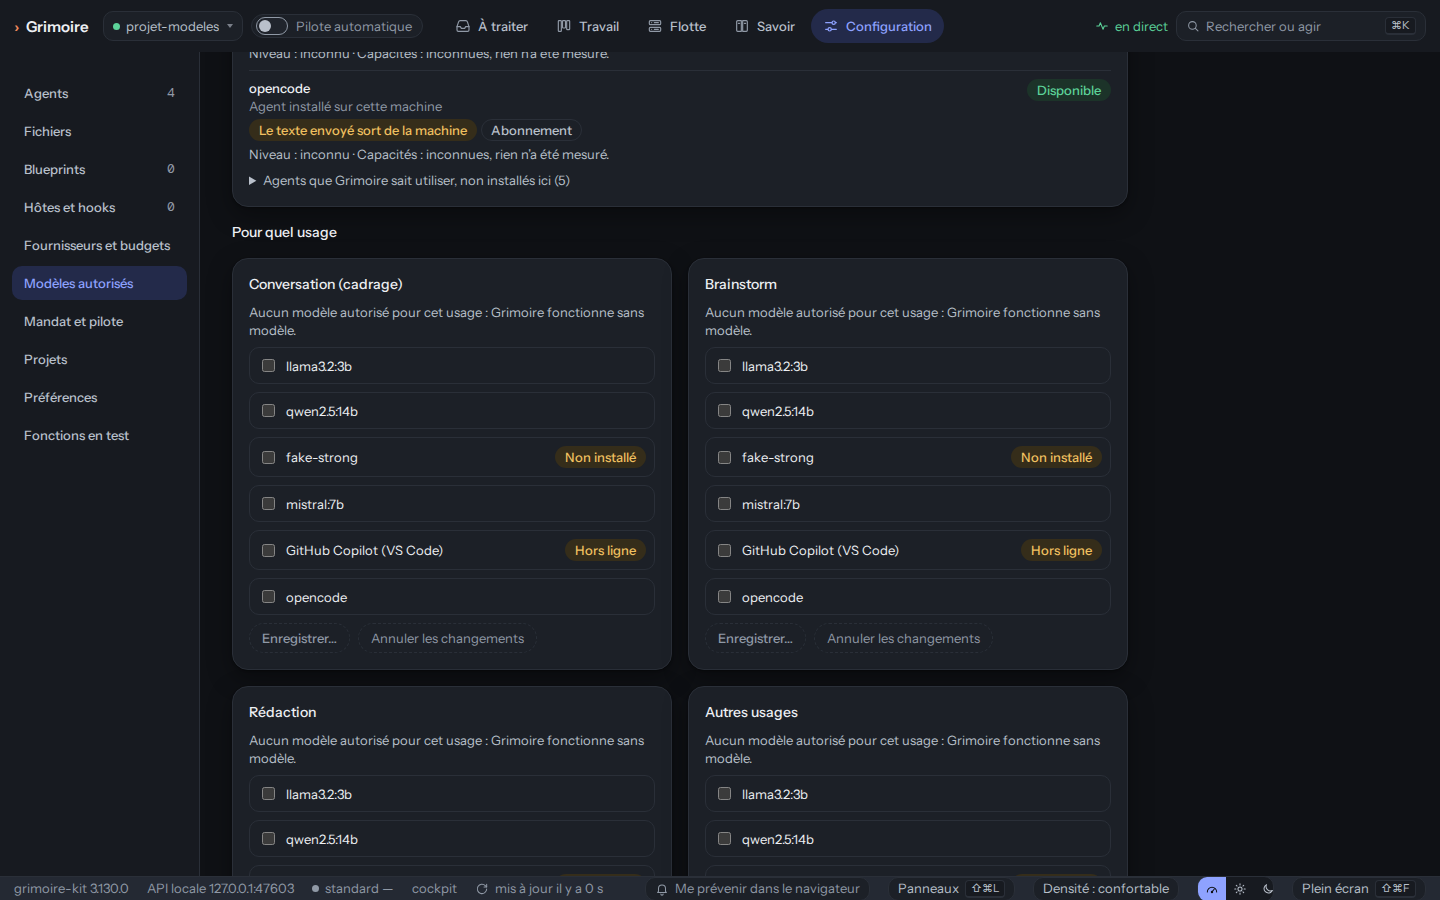 › Grimoire
projet-modeles
Pilote automatique
À traiter
Travail
Flotte
Savoir
Configuration
en direct
Rechercher ou agir
⌘K
Agents 4
Fichiers
Blueprints 0
Hôtes et hooks 0
Fournisseurs et budgets
Modèles autorisés
Mandat et pilote
Projets
Préférences
Fonctions en test
Niveau : inconnu · Capacités : inconnues, rien n'a été mesuré.
opencode
Disponible
Agent installé sur cette machine
Le texte envoyé sort de la machine
Abonnement
Niveau : inconnu · Capacités : inconnues, rien n'a été mesuré.
▶ Agents que Grimoire sait utiliser, non installés ici (5)
Pour quel usage
Conversation (cadrage)
Aucun modèle autorisé pour cet usage : Grimoire fonctionne sans
modèle.
llama3.2:3b
qwen2.5:14b
fake-strong
Non installé
mistral:7b
GitHub Copilot (VS Code)
Hors ligne
opencode
Enregistrer…
Annuler les changements
Brainstorm
Aucun modèle autorisé pour cet usage : Grimoire fonctionne sans
modèle.
llama3.2:3b
qwen2.5:14b
fake-strong
Non installé
mistral:7b
GitHub Copilot (VS Code)
Hors ligne
opencode
Enregistrer…
Annuler les changements
Rédaction
Aucun modèle autorisé pour cet usage : Grimoire fonctionne sans
modèle.
llama3.2:3b
qwen2.5:14b
Autres usages
Aucun modèle autorisé pour cet usage : Grimoire fonctionne sans
modèle.
llama3.2:3b
qwen2.5:14b
grimoire-kit 3.130.0
API locale 127.0.0.1:47603
standard —
cockpit
mis à jour il y a 0 s
Me prévenir dans le navigateur
Panneaux ⇧⌘L
Densité : confortable
Plein écran ⇧⌘F